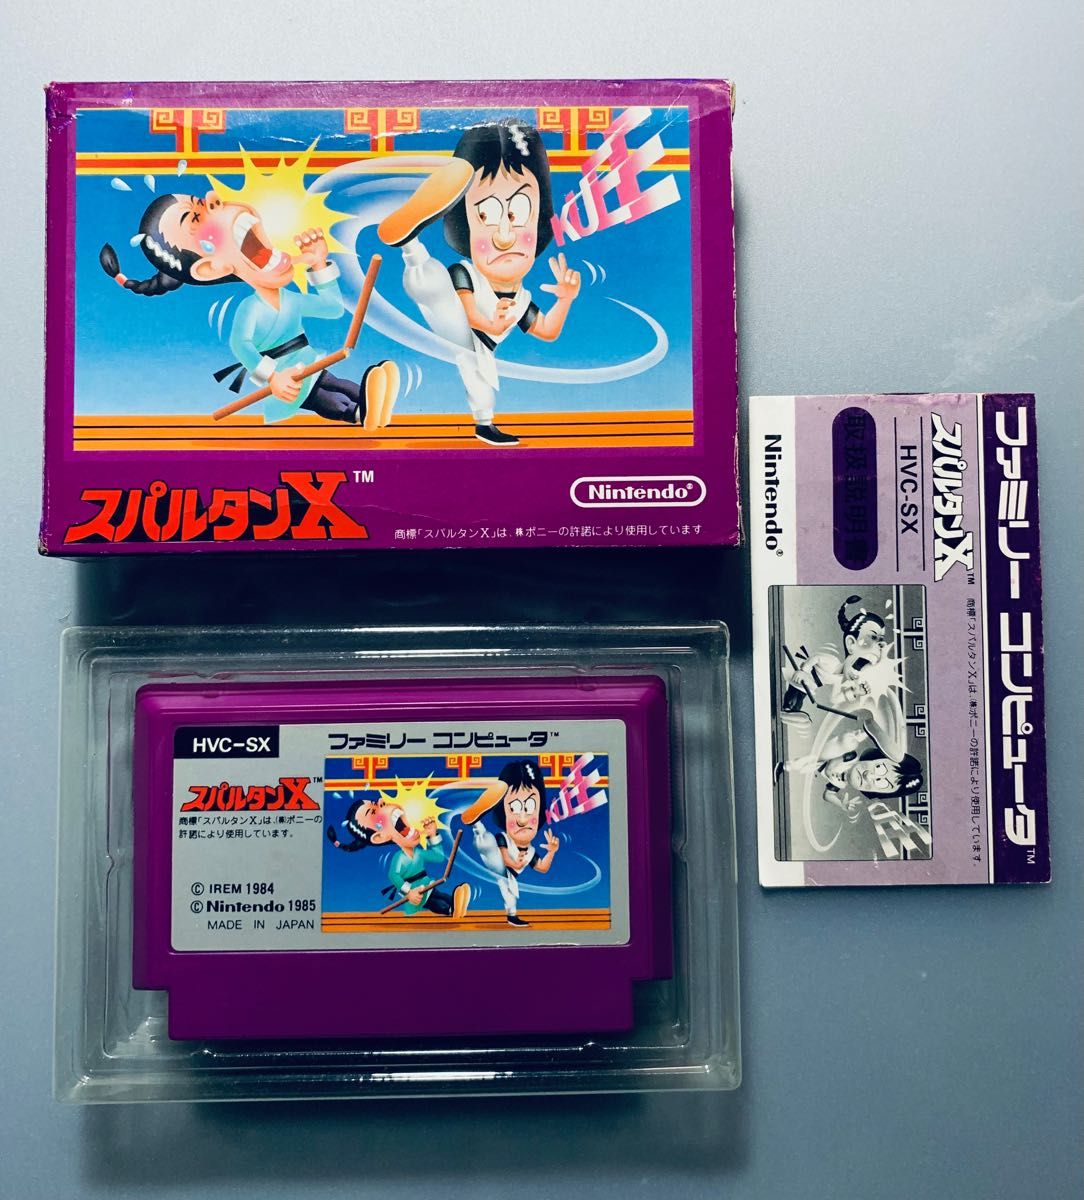 KUEE
スパルタンX™
Nintendo®
商標「スパルタンX」は、㈱ポニーの許諾により使用しています
HVC-SX
ファミリー コンピュータ™
スパルタンX™
商標「スパルタンX」は、㈱ポニーの
許諾により使用しています。
© IREM 1984
© Nintendo 1985
MADE IN JAPAN
KUEE
ファミリー コンピュータ™
スパルタンX™
商標「スパルタンX」は、㈱ポニーの許諾により使用しています。
HVC-SX
取扱説明書
Nintendo®